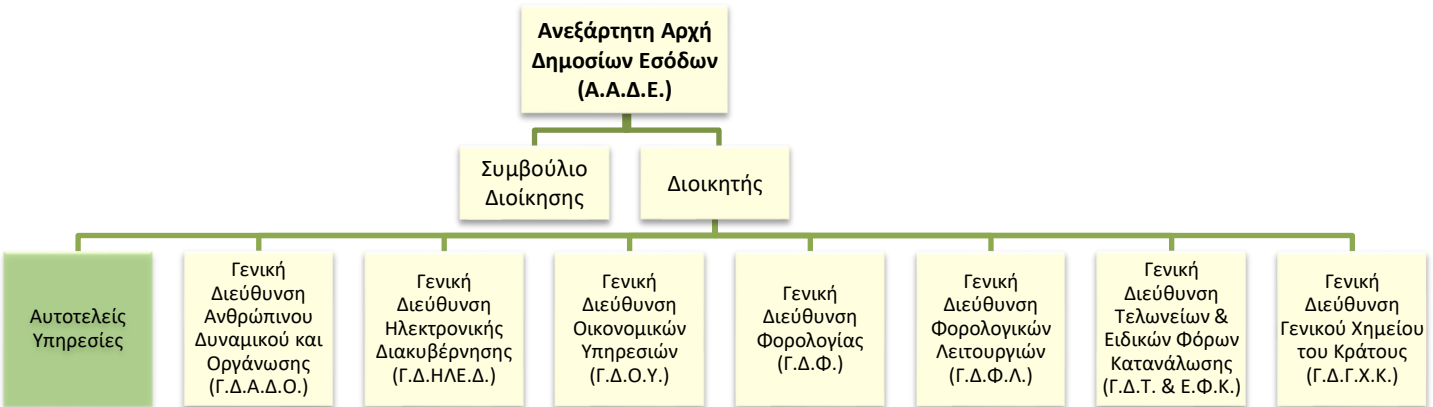 Ανεξάρτητη Αρχή
Δημοσίων Εσόδων
(Α.Α.Δ.Ε.)
Συμβούλιο
Διοίκησης
Διοικητής
Αυτοτελείς
Υπηρεσίες
Γενική
Διεύθυνση
Ανθρώπινου
Δυναμικού και
Οργάνωσης
(Γ.Δ.Α.Δ.Ο.)
Γενική
Διεύθυνση
Ηλεκτρονικής
Διακυβέρνησης
(Γ.Δ.ΗΛΕ.Δ.)
Γενική
Διεύθυνση
Οικονομικών
Υπηρεσιών
(Γ.Δ.Ο.Υ.)
Γενική
Διεύθυνση
Φορολογίας
(Γ.Δ.Φ.)
Γενική
Διεύθυνση
Φορολογικών
Λειτουργιών
(Γ.Δ.Φ.Λ.)
Γενική
Διεύθυνση
Τελωνείων &
Ειδικών Φόρων
Κατανάλωσης
(Γ.Δ.Τ. & Ε.Φ.Κ.)
Γενική
Διεύθυνση
Γενικού Χημείου
του Κράτους
(Γ.Δ.Γ.Χ.Κ.)